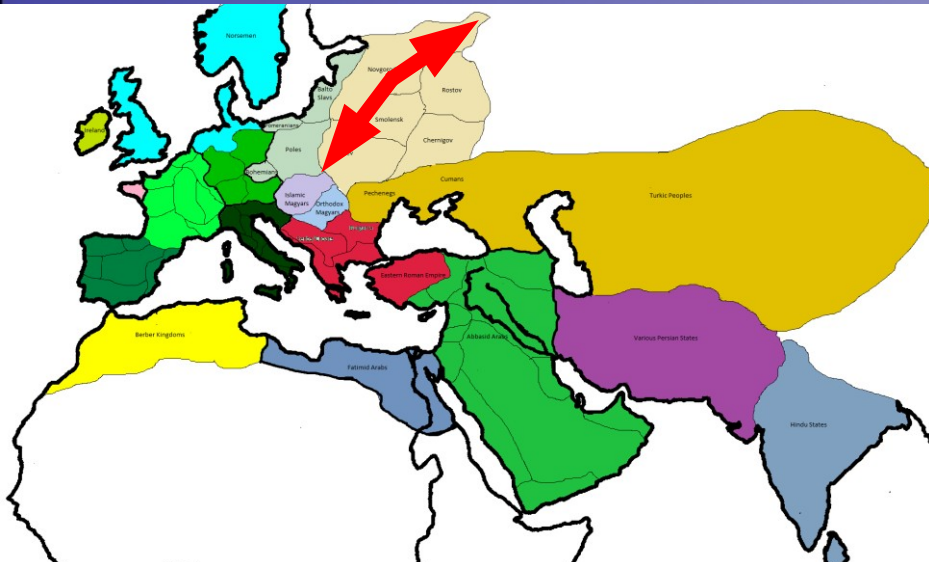 Norsemen
Ireland
Balto
Slavs
Pomeranians
Poles
Bohemians
Rostov
Smolensk
Chernigov
Islamic
Magyars
Orthodox
Magyars
Pechenegs
Cumans
Turkic Peoples
Eastern Roman Empire
Berber Kingdoms
Fatimid Arabs
Abbasid Arabs
Various Persian States
Hindu States